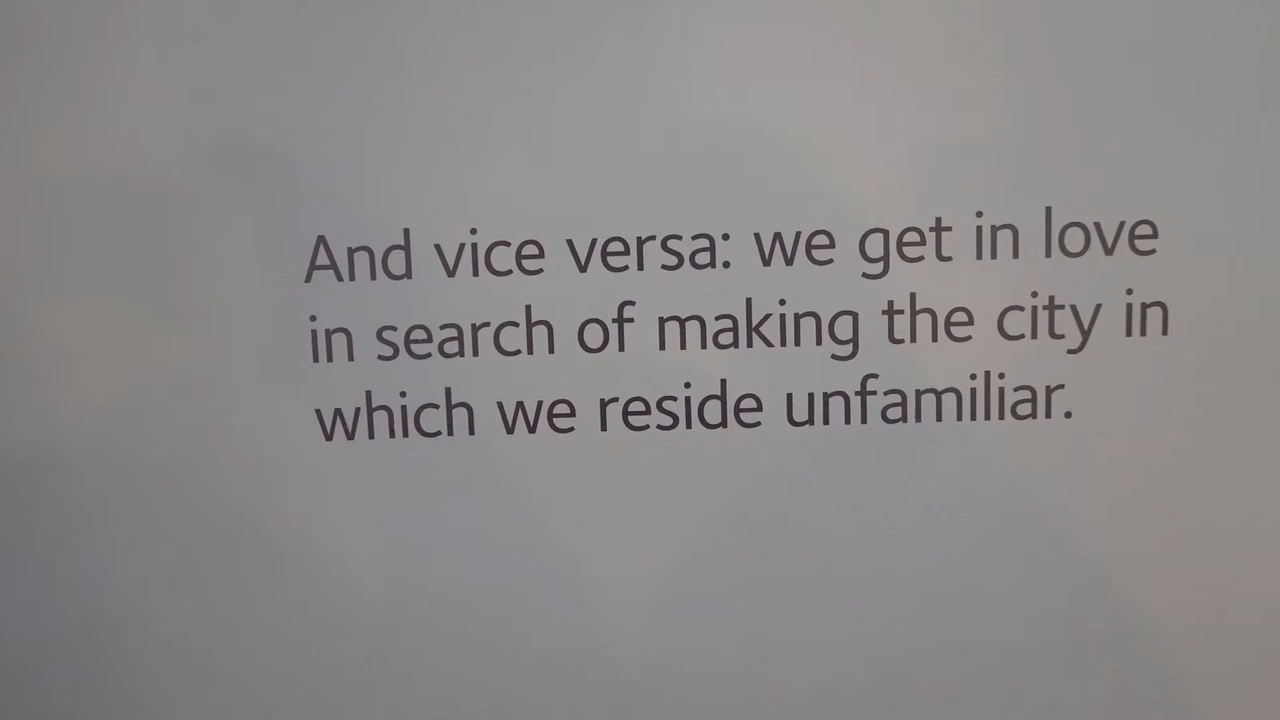 And vice versa: we get in love
in search of making the city in
which we reside unfamiliar.